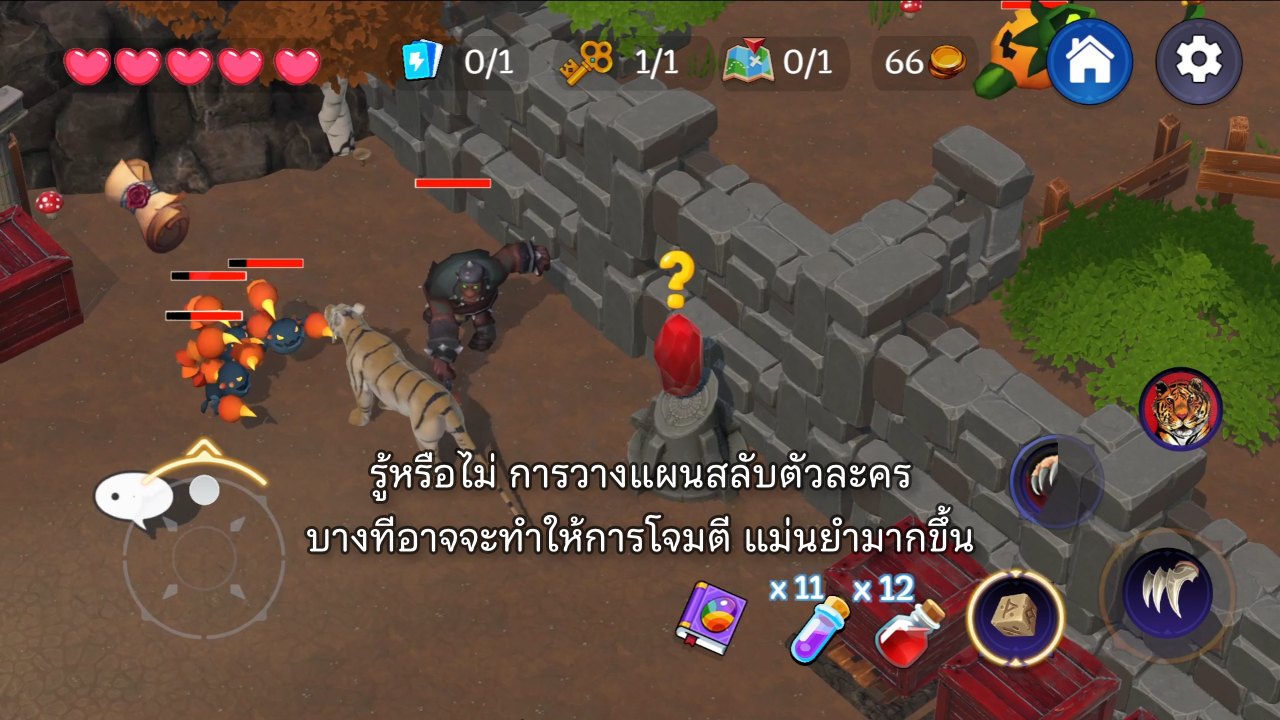 0/1
1/1
0/1
66
รู้หรือไม่ การวางแผนสลับตัวละคร
บางทีอาจจะทำให้การโจมตี แม่นยำมากขึ้น
x 11
x 12